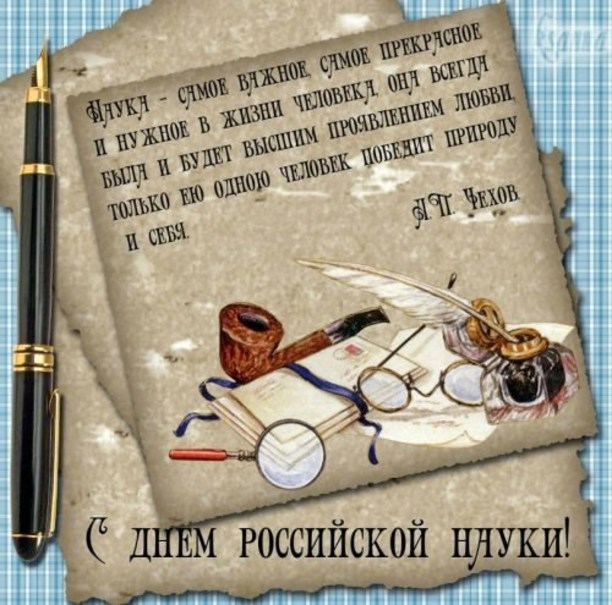 Наука - самое важное, самое прекрасное
и нужное в жизни человека, она всегда
была и будет высшим проявлением любви,
только ею одною человек победит природу
и себя.
А.П. Чехов
С днём российской науки!